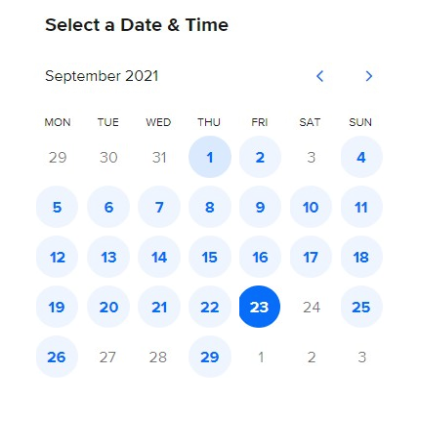 Select a Date & Time
September 2021
MON TUE WED THU FRI SAT SUN
29 30 31 1 2 3 4
5 6 7 8 9 10 11
12 13 14 15 16 17 18
19 20 21 22 23 24 25
26 27 28 29 1 2 3